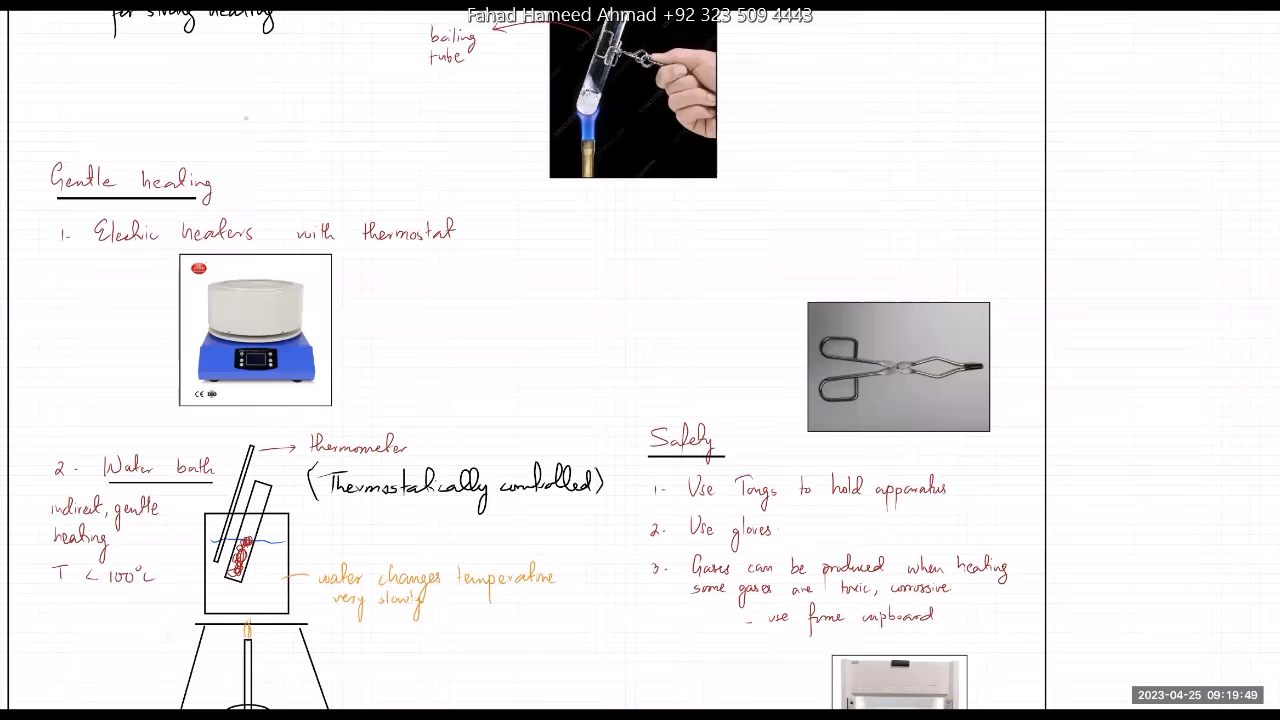 Fahad Hameed Ahmad +92 323 509 4443
for strong heating
boiling
tube
Gentle heating
1- Electric heaters with thermostat
2- Water bath
indirect, gentle
heating
T < 100°C
thermometer
(Thermostatically controlled)
water changes temperature
very slowly
Safety
1- Use Tongs to hold apparatus
2- Use gloves
3- Gases can be produced when heating
some gases are toxic, corrosive
- use fume cupboard
2023-04-25 09:19:49